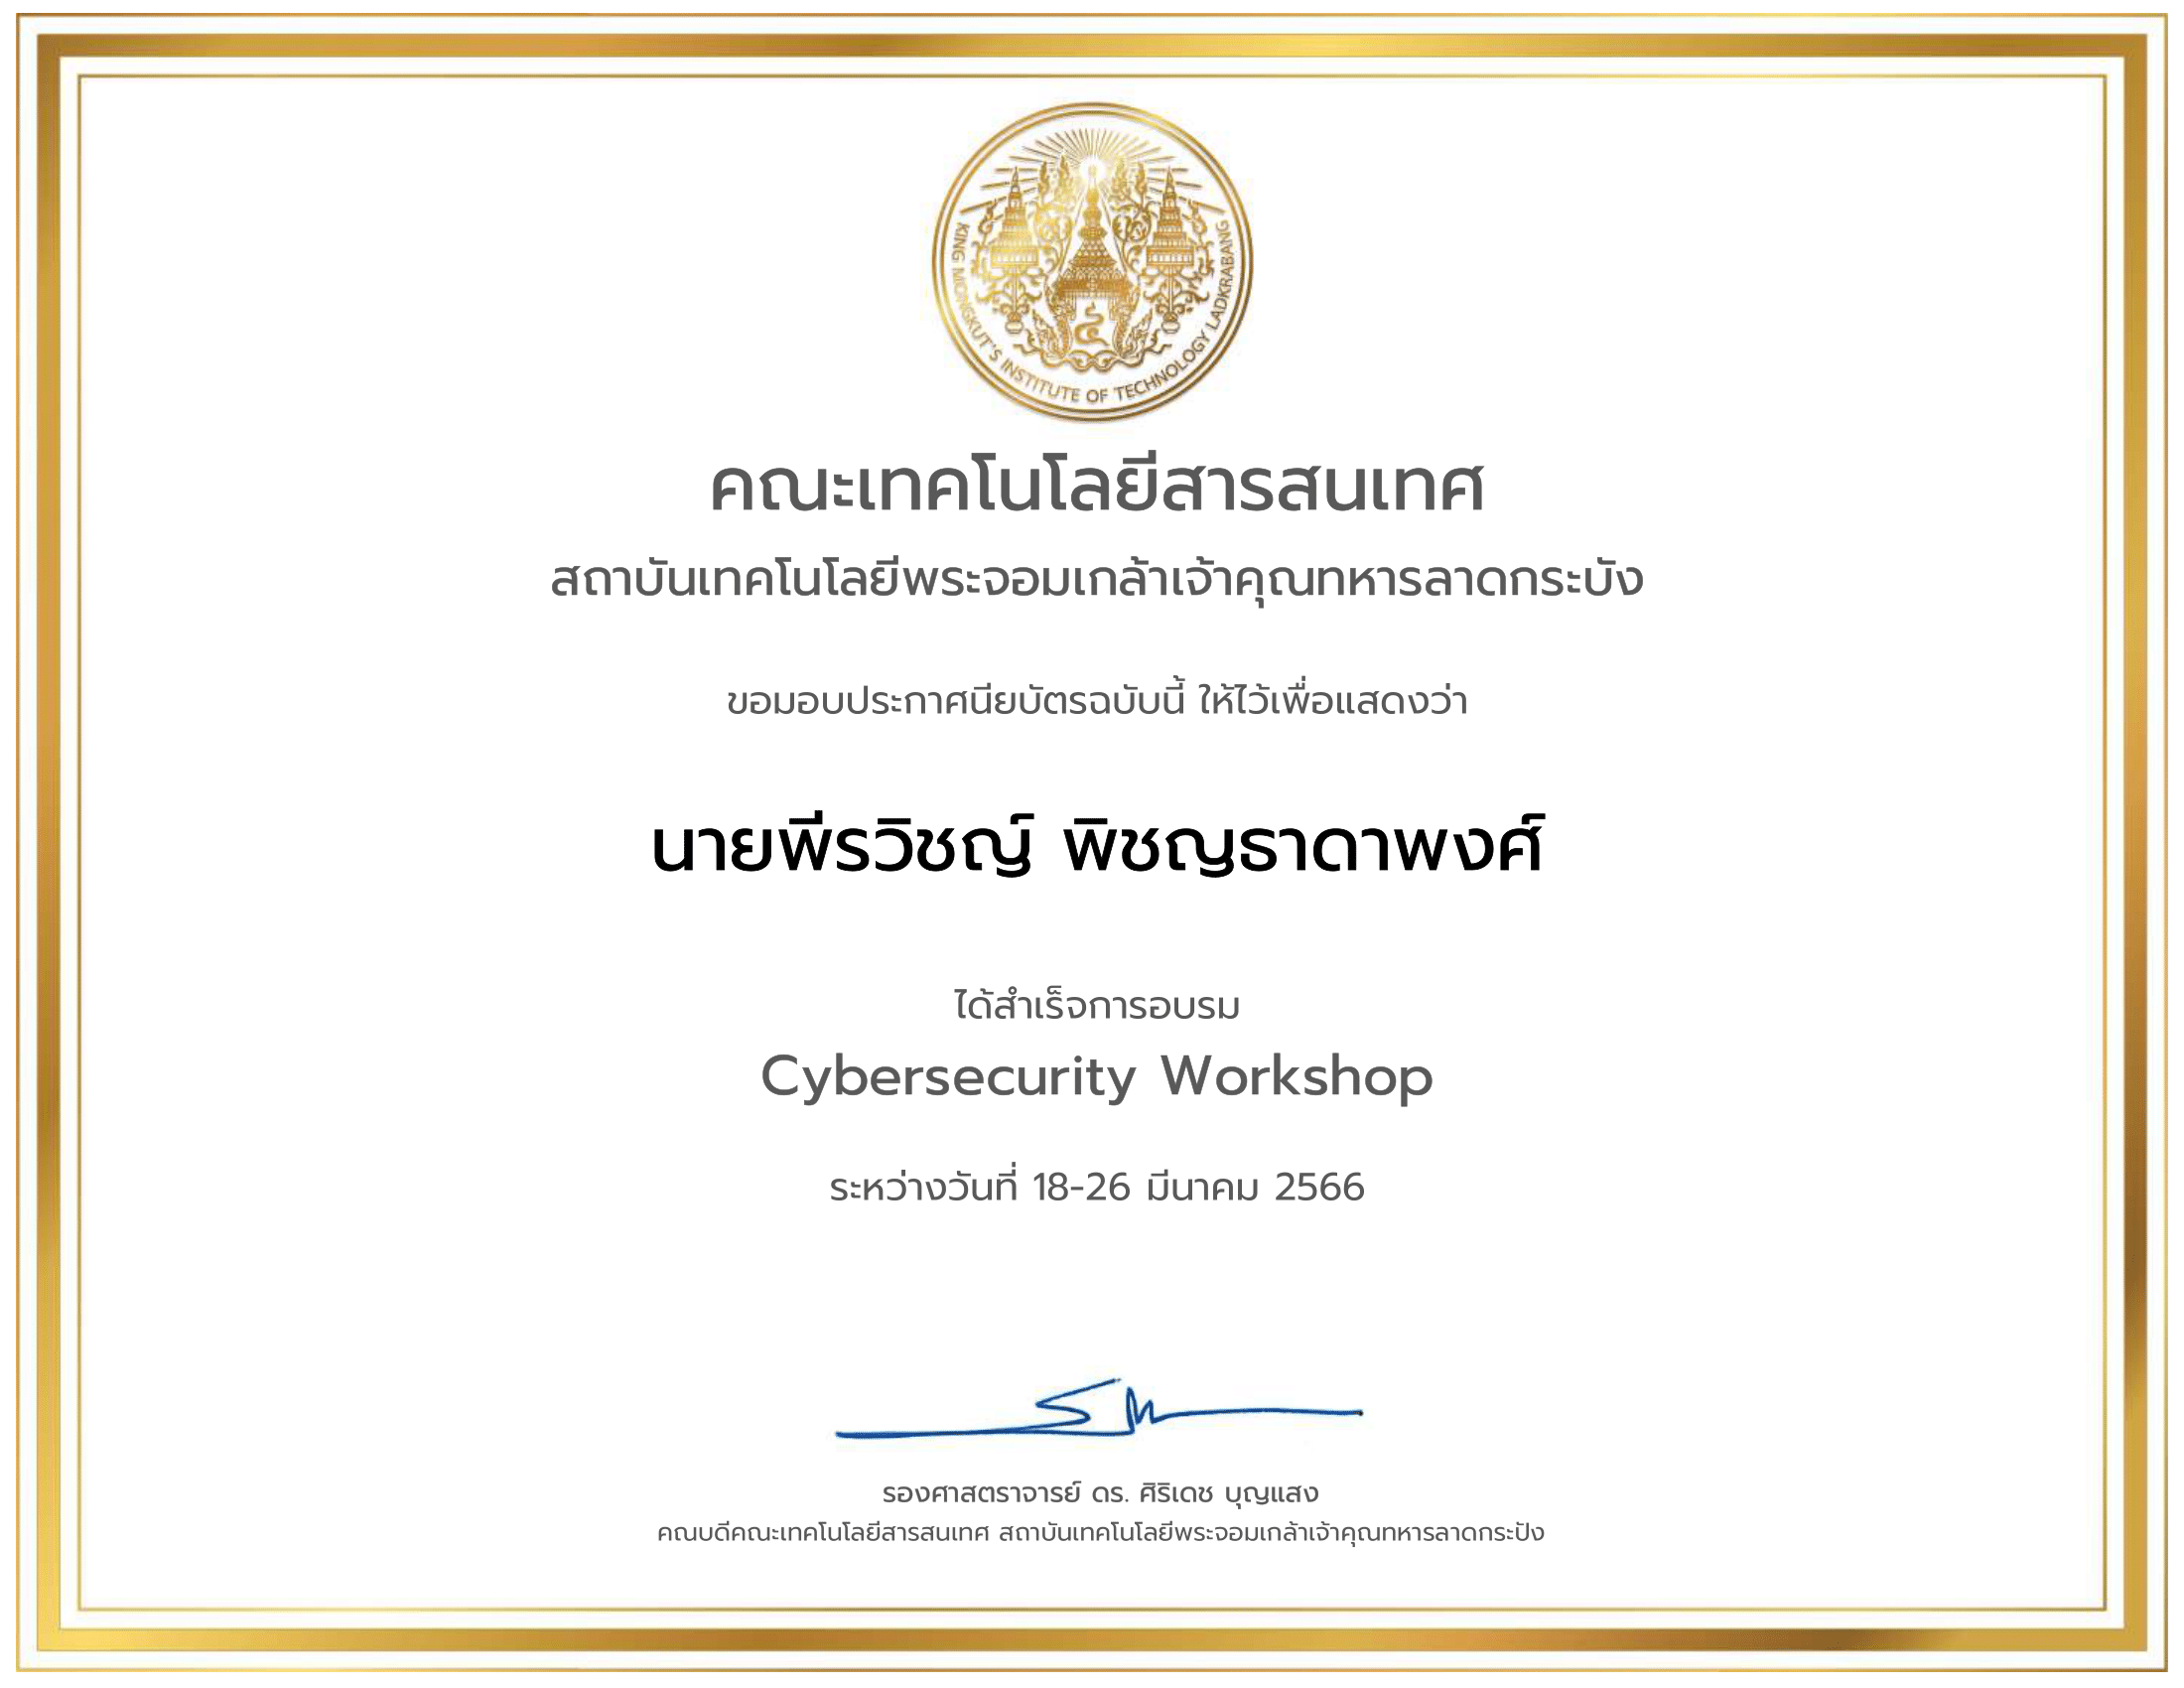 KING MONGKUT'S INSTITUTE OF TECHNOLOGY LADKRABANG
๔
คณะเทคโนโลยีสารสนเทศ
สถาบันเทคโนโลยีพระจอมเกล้าเจ้าคุณทหารลาดกระบัง
ขอมอบประกาศนียบัตรฉบับนี้ ให้ไว้เพื่อแสดงว่า
นายพีรวิชญ์ พิชญธาดาพงศ์
ได้สำเร็จการอบรม
Cybersecurity Workshop
ระหว่างวันที่ 18-26 มีนาคม 2566
รองศาสตราจารย์ ดร. ศิริเดช บุญแสง
คณบดีคณะเทคโนโลยีสารสนเทศ สถาบันเทคโนโลยีพระจอมเกล้าเจ้าคุณทหารลาดกระปัง